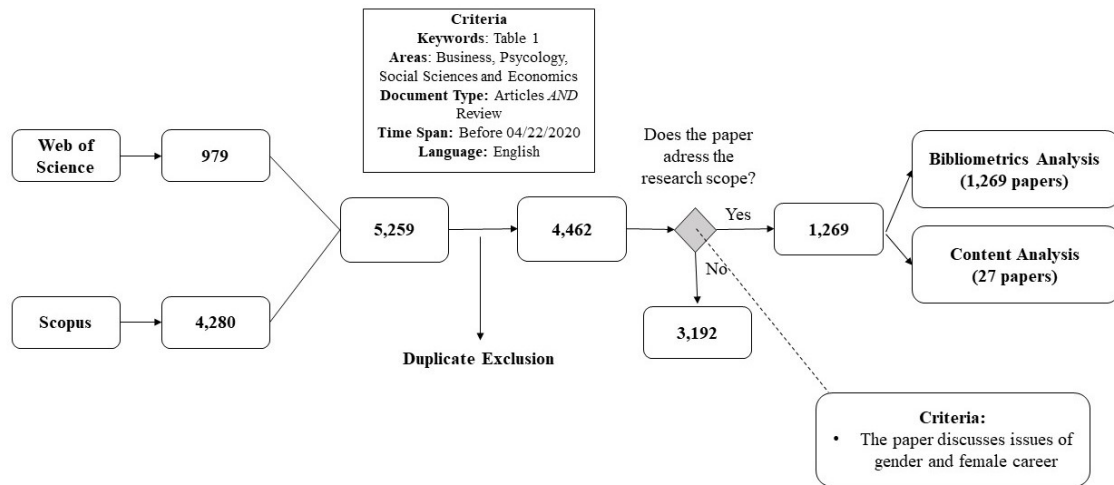 Criteria
Keywords: Table 1
Areas: Business, Psycology,
Social Sciences and Economics
Document Type: Articles AND
Review
Time Span: Before 04/22/2020
Language: English
Web of
Science
979
Scopus
4,280
5,259
Duplicate Exclusion
4,462
Does the paper
adress the
research scope?
Yes
No
3,192
1,269
Bibliometrics Analysis
(1,269 papers)
Content Analysis
(27 papers)
Criteria:
• The paper discusses issues of
gender and female career